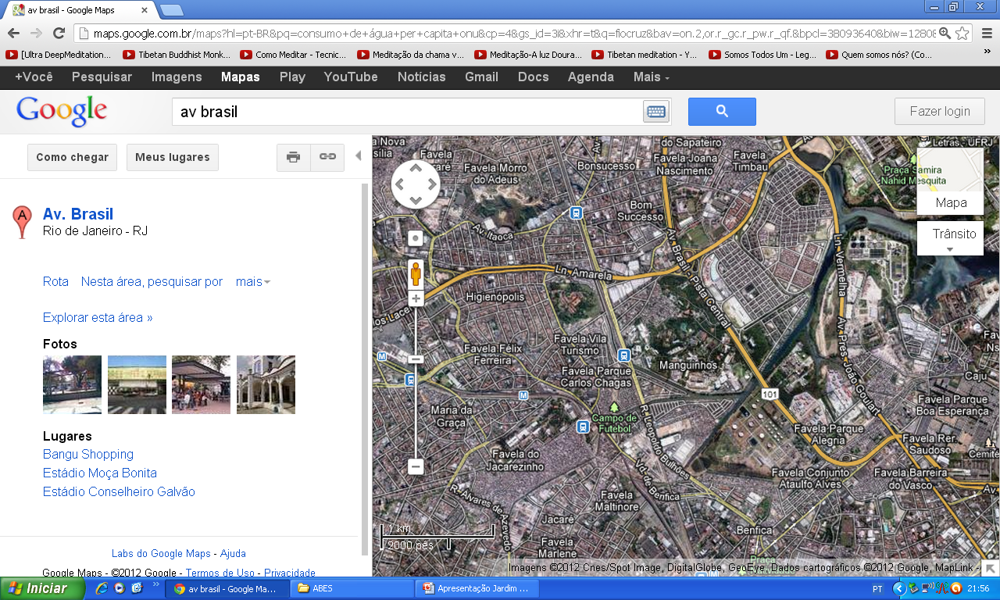 av brasil - Google Maps
maps.google.com.br/maps?hl=pt-BR&pq=consumo+de+água+per+capita+onu&cp=4&gs_id=3i&xhr=t&q=fiocruz&bav=on.2,or.r_gc.r_pw.r_qf.&bpcl=38093640&biw=1280&
[Ultra DeepMeditation...
Tibetan Buddhist Monk...
Como Meditar - Tecnic...
Meditação da chama v...
Meditação-A luz Doura...
Tibetan meditation - Y...
Somos Todos Um - Leg...
Quem somos nós? (Co...
+Você Pesquisar Imagens Mapas Play YouTube Notícias Gmail Docs Agenda Mais
Google
av brasil
Fazer login
Como chegar
Meus lugares
A
Av. Brasil
Rio de Janeiro - RJ
Rota Nesta área, pesquisar por mais
Explorar esta área »
Fotos
Lugares
Bangu Shopping
Estádio Moça Bonita
Estádio Conselheiro Galvão
Labs do Google Maps - Ajuda
Google Maps - ©2012 Google - Termos de Uso - Privacidade
Favela Morro
do Adeus
Bonsucesso
Av.
do Sapateiro
Favela Joana
Nascimento
Favela
Timbau
Letras - UFRJ
Praça Samira
Nahid Mesquita
Mapa
Trânsito
Bom
Sucesso
Av. Itaoca
Ln. Amarela
Av. Brasil - Pista Central
Ln. Vermelha
Av. Pres. João Goulart
Higienópolis
Favela Félix
Ferreira
Favela Vila
Turismo
Favela Parque
Carlos Chagas
Manguinhos
M
M
101
Caju
Favela Parque
Boa Esperança
Maria da
Graça
Campo de
Futebol
R. Leopoldo Bulhões
Favela Parque
Alegria
Favela Rer.
Saudoso
Favela do
Jacarezinho
Vd. de Benfica
Favela Conjunto
Ataulfo Alves
Favela Barreira
do Vasco
R. Álvares de Azevedo
Favela
Maltinore
Jacaré
Benfica
Favela
Marlene
Praça
1 km
2000 pés
Imagens ©2012 Cnes/Spot Image, DigitalGlobe, GeoEye, Dados cartográficos ©2012 Google, MapLink -
Iniciar
av brasil - Google Ma...
ABES
Apresentação Jardim ...
PT
21:56